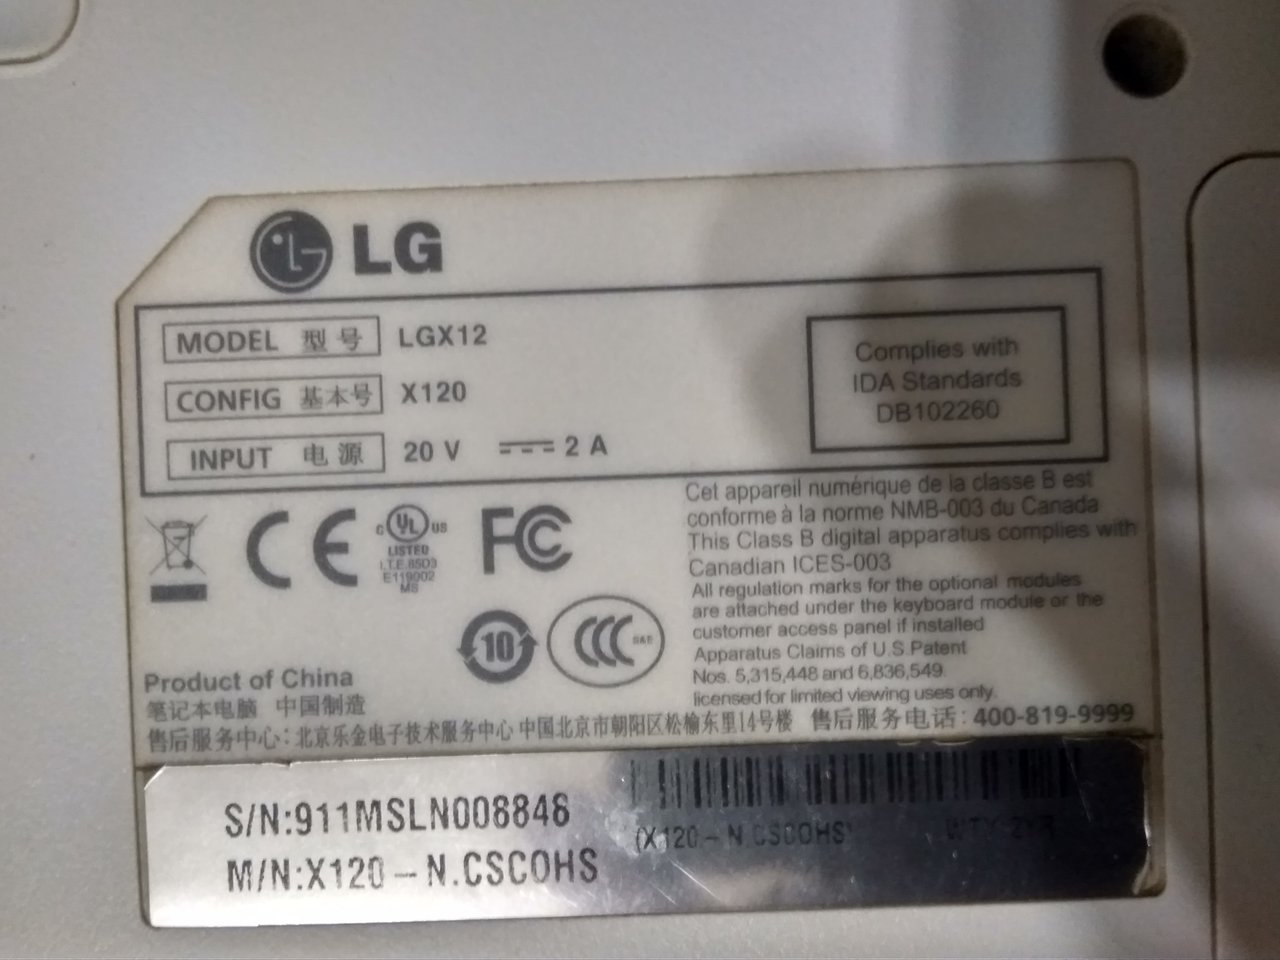 LG
MODEL 型号 LGX12
CONFIG 基本号 X120
INPUT 电源 20 V ⎓ 2 A
Complies with
IDA Standards
DB102260
CE
c UL us
LISTED
I.T.E. 85D3
E119002
MS
FC
10
CCC
S&E
Cet appareil numérique de la classe B est
conforme à la norme NMB-003 du Canada
This Class B digital apparatus complies with
Canadian ICES-003
All regulation marks for the optional modules
are attached under the keyboard module or the
customer access panel if installed
Apparatus Claims of U.S.Patent
Nos. 5,315,448 and 6,836,549.
licensed for limited viewing uses only.
Product of China
笔记本电脑 中国制造
售后服务中心: 北京乐金电子技术服务中心 中国北京市朝阳区松榆东里14号楼 售后服务电话: 400-819-9999
S/N:911MSLN008846
(X120-N.CSCOHS) WTY:2YR
M/N:X120-N.CSCOHS